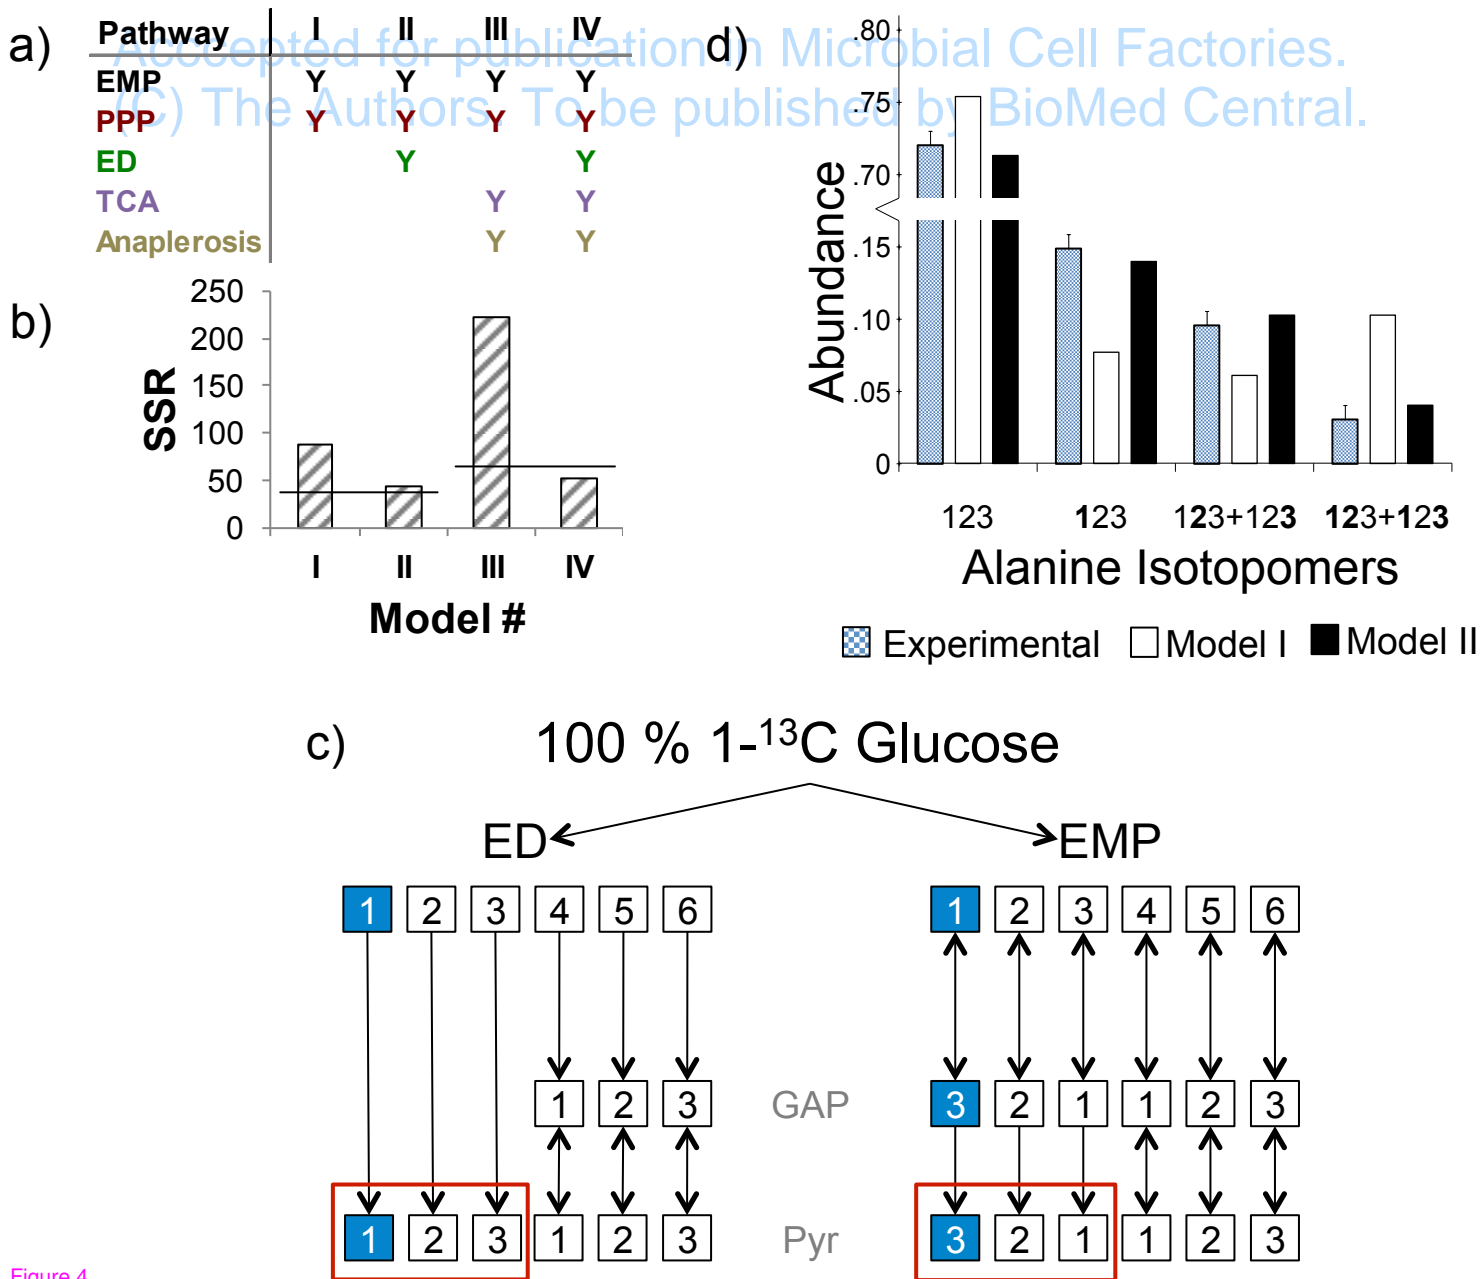 Acccepted for publication in Microbial Cell Factories.
(C) The Authors. To be published by BioMed Central.
a)
Pathway I II III IV
EMP Y Y Y Y
PPP Y Y Y Y
ED Y Y
TCA Y Y
Anaplerosis Y Y
b)
250
200
150
100
50
0
SSR
I II III IV
Model #
d)
.80
.75
.70
.15
.10
.05
0
Abundance
123 123 123+123 123+123
Alanine Isotopomers
Experimental Model I Model II
c)
100 % 1-¹³C Glucose
ED EMP
1 2 3 4 5 6 1 2 3 4 5 6
1 2 3 GAP 3 2 1 1 2 3
1 2 3 1 2 3 Pyr 3 2 1 1 2 3
Figure 4